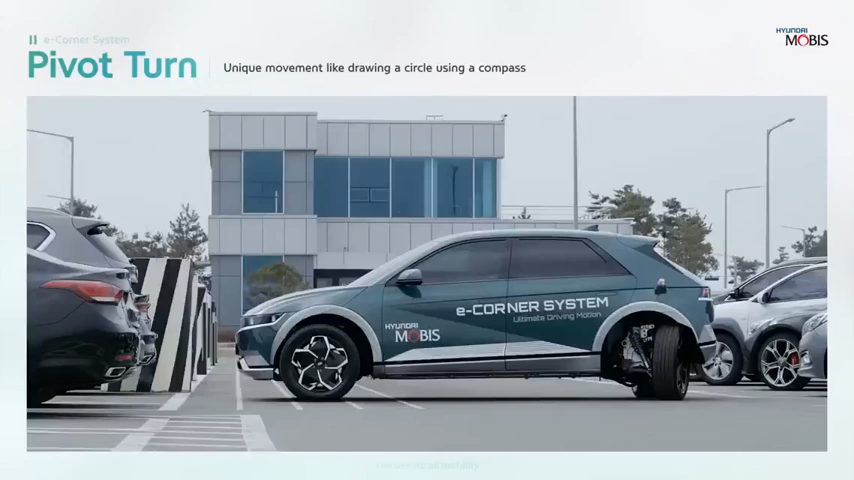 e-Corner System
HYUNDAI
MOBIS
Pivot Turn
Unique movement like drawing a circle using a compass
e-CORNER SYSTEM
Ultimate Driving Motion
HYUNDAI
MOBIS